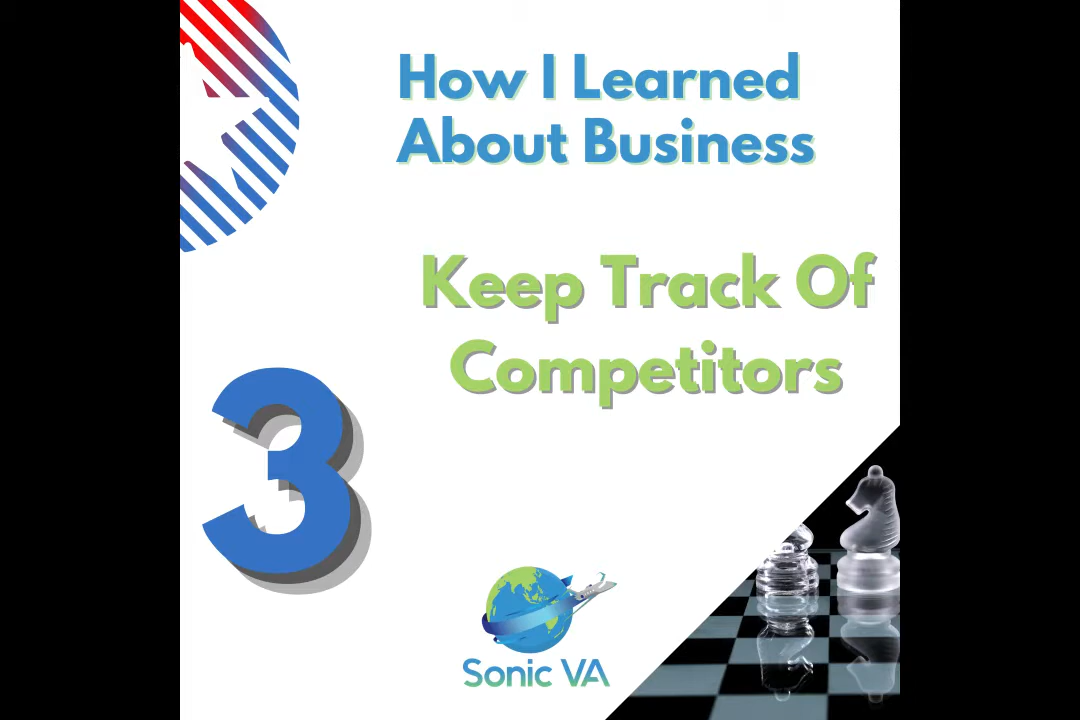 How I Learned
About Business
Keep Track Of
Competitors
3
Sonic VA